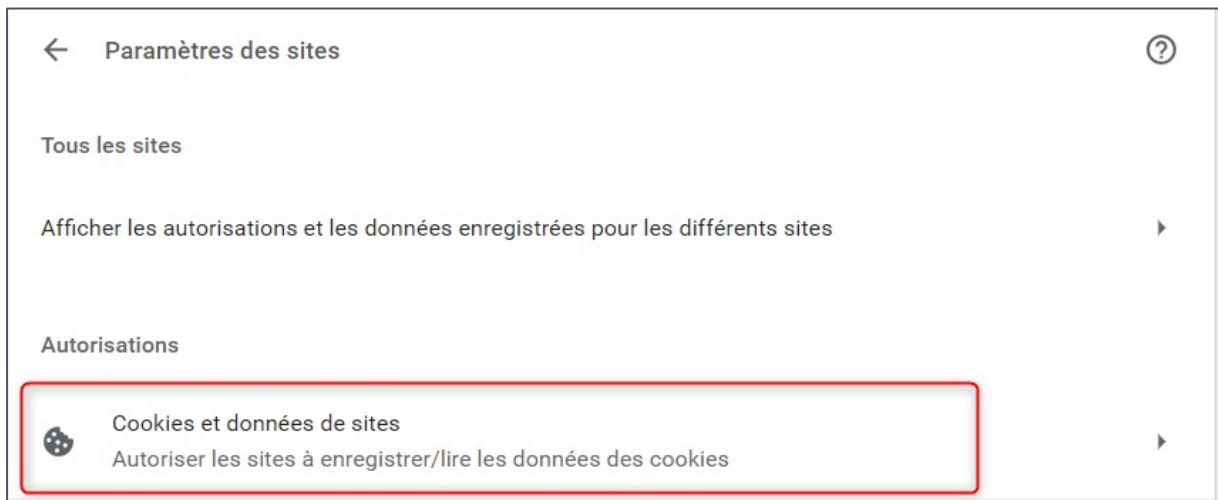 Paramètres des sites
Tous les sites
Afficher les autorisations et les données enregistrées pour les différents sites
Autorisations
Cookies et données de sites
Autoriser les sites à enregistrer/lire les données des cookies